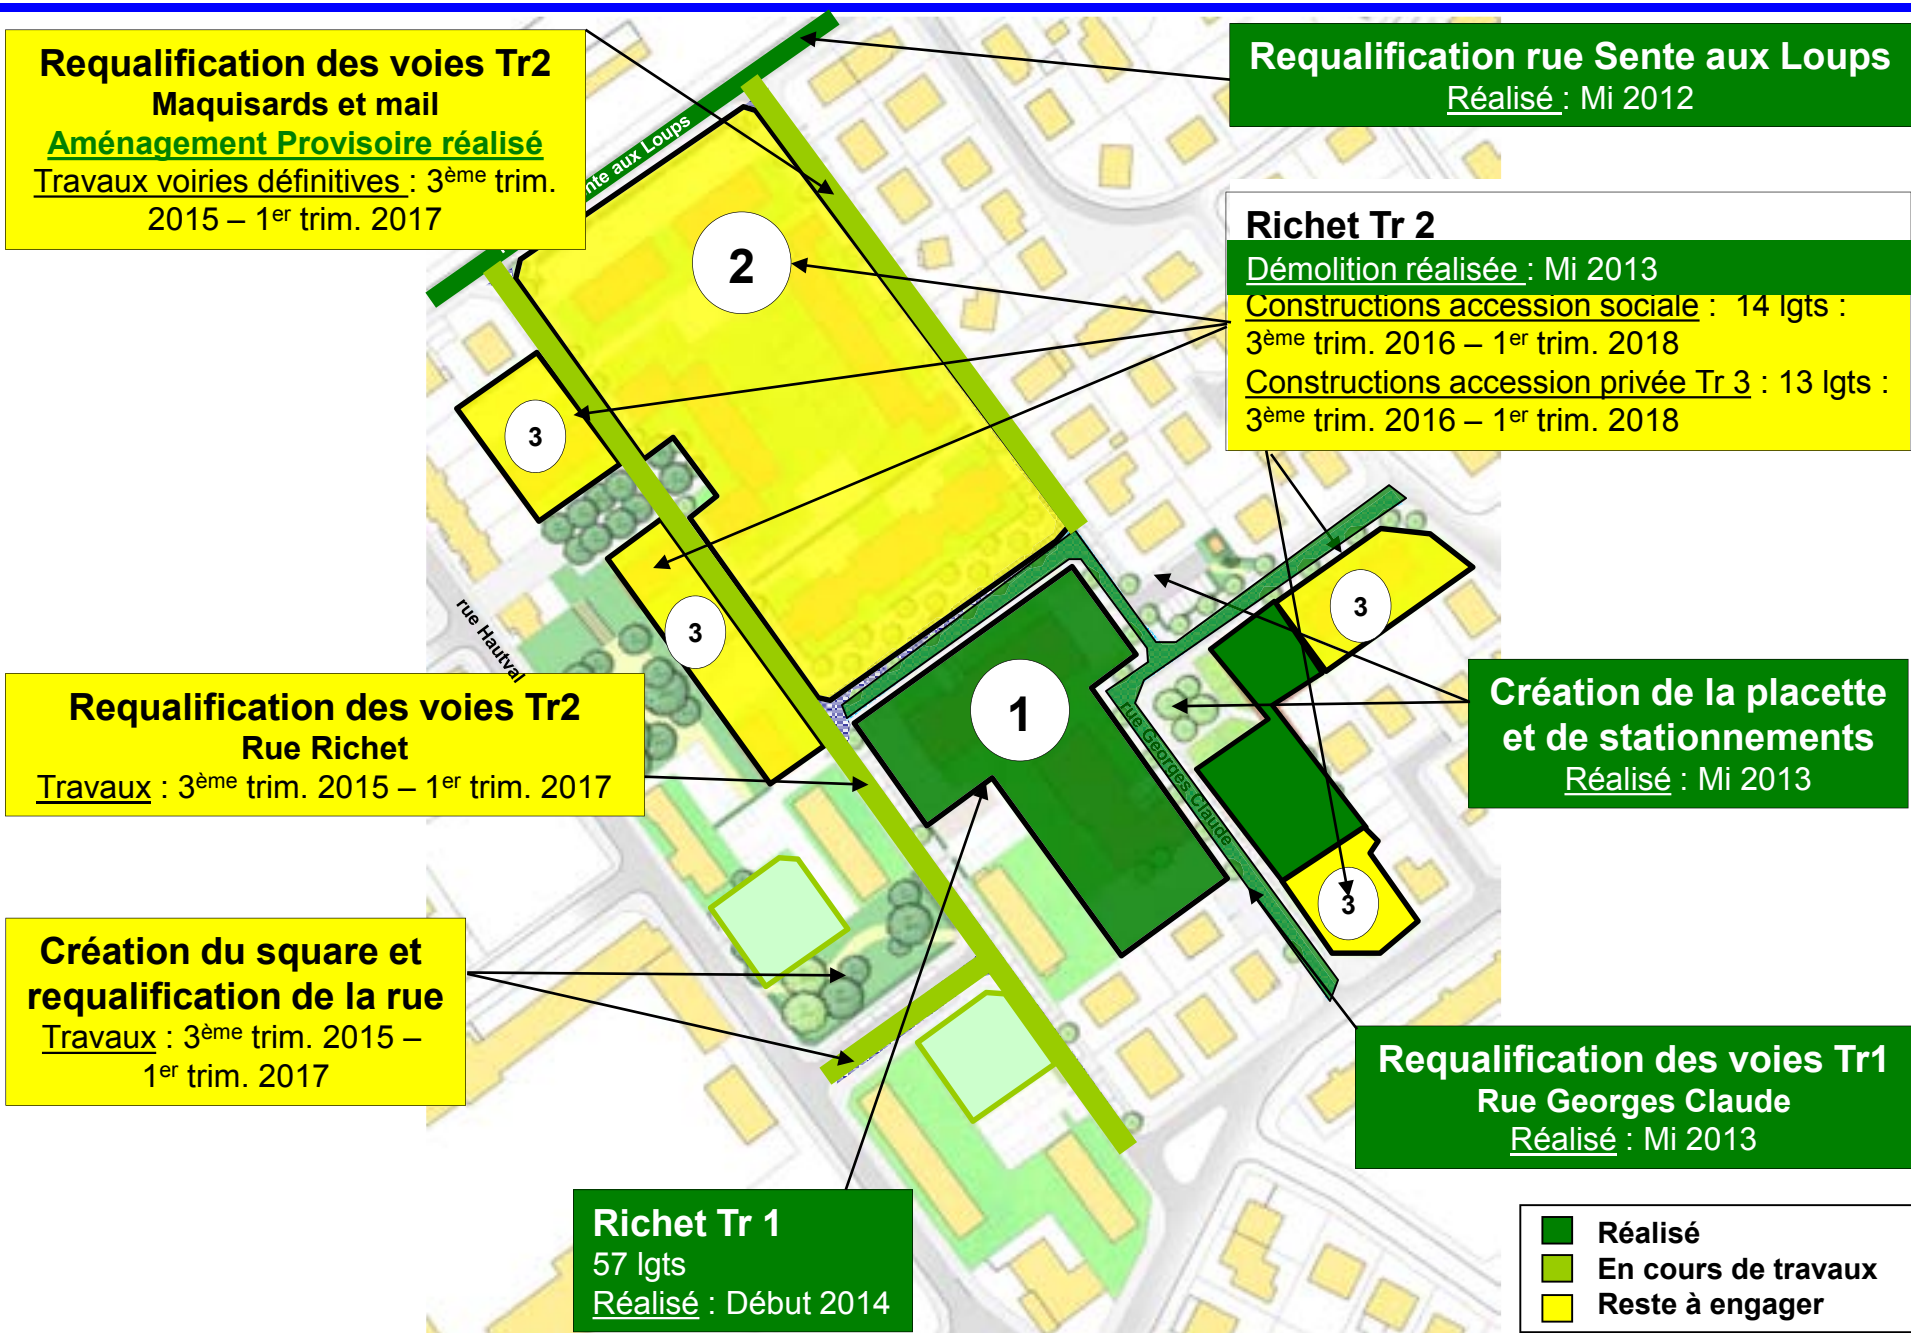 Requalification des voies Tr2
Maquisards et mail
Aménagement Provisoire réalisé
Travaux voiries définitives : 3ème trim.
2015 – 1er trim. 2017
Requalification rue Sente aux Loups
Réalisé : Mi 2012
nte aux Loups
Richet Tr 2
Démolition réalisée : Mi 2013
Constructions accession sociale : 14 lgts :
3ème trim. 2016 – 1er trim. 2018
Constructions accession privée Tr 3 : 13 lgts :
3ème trim. 2016 – 1er trim. 2018
2
3
3
3
rue Hautval
Requalification des voies Tr2
Rue Richet
Travaux : 3ème trim. 2015 – 1er trim. 2017
1
rue Georges Claude
Création de la placette
et de stationnements
Réalisé : Mi 2013
3
Création du square et
requalification de la rue
Travaux : 3ème trim. 2015 –
1er trim. 2017
Requalification des voies Tr1
Rue Georges Claude
Réalisé : Mi 2013
Richet Tr 1
57 lgts
Réalisé : Début 2014
Réalisé
En cours de travaux
Reste à engager